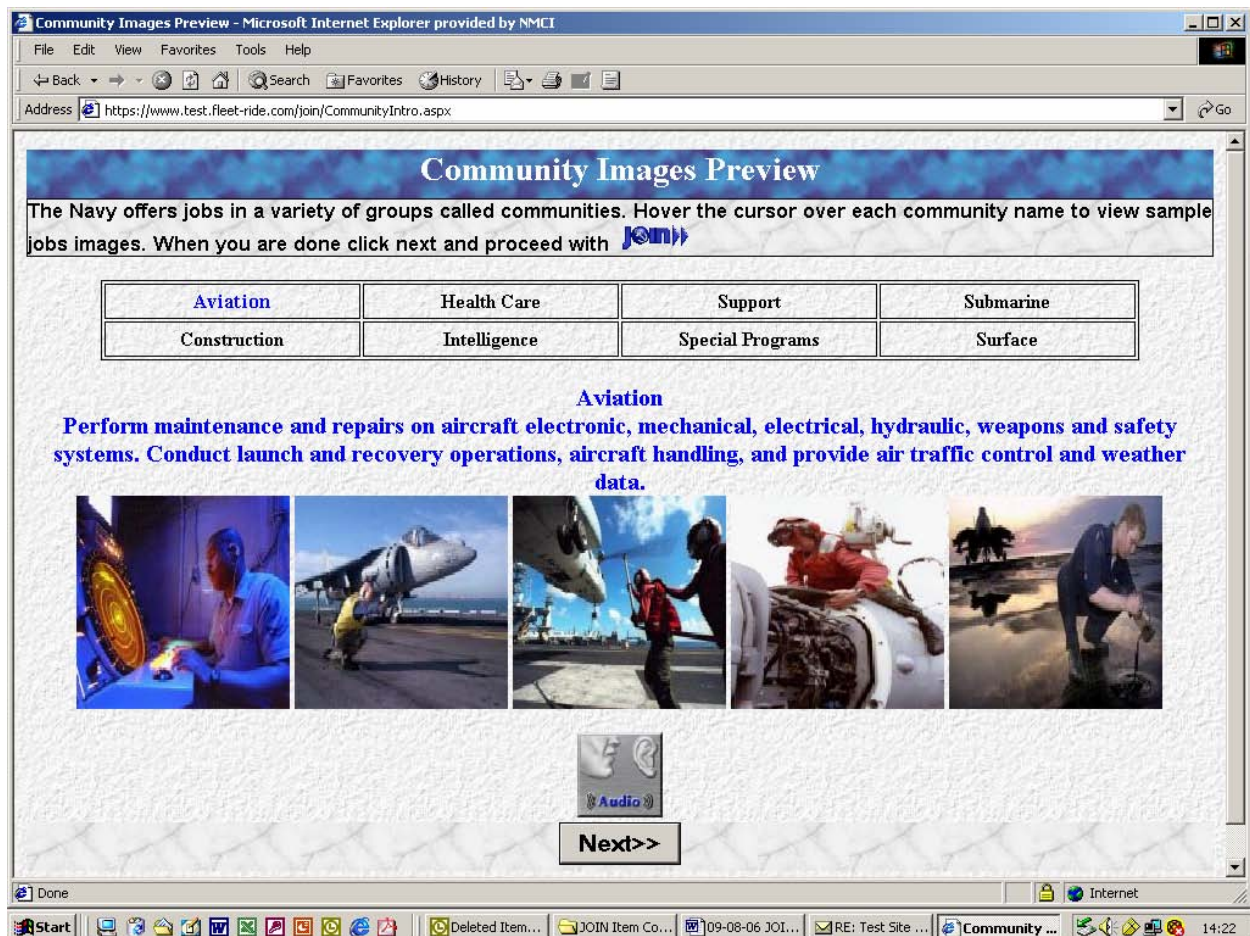 Community Images Preview - Microsoft Internet Explorer provided by NMCI
File Edit View Favorites Tools Help
Back Search Favorites History
Address https://www.test.fleet-ride.com/join/CommunityIntro.aspx Go
Community Images Preview
The Navy offers jobs in a variety of groups called communities. Hover the cursor over each community name to view sample
jobs images. When you are done click next and proceed with JOIN
Aviation Health Care Support Submarine
Construction Intelligence Special Programs Surface
Aviation
Perform maintenance and repairs on aircraft electronic, mechanical, electrical, hydraulic, weapons and safety
systems. Conduct launch and recovery operations, aircraft handling, and provide air traffic control and weather
data.
Audio
Next>>
Done Internet
Start Deleted Item... JOIN Item Co... 09-08-06 JOI... RE: Test Site ... Community ... 14:22